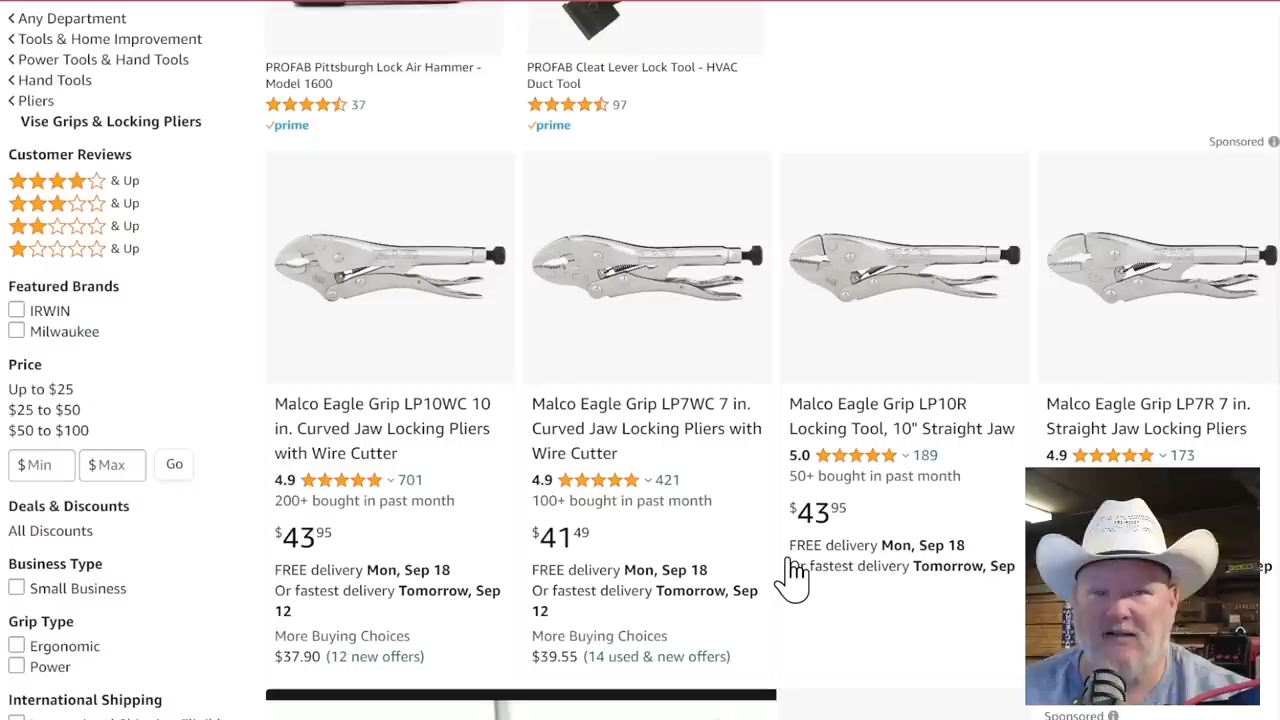 Any Department
Tools & Home Improvement
Power Tools & Hand Tools
Hand Tools
Pliers
Vise Grips & Locking Pliers
Customer Reviews
& Up
& Up
& Up
& Up
Featured Brands
IRWIN
Milwaukee
Price
Up to $25
$25 to $50
$50 to $100
$ Min
$ Max
Go
Deals & Discounts
All Discounts
Business Type
Small Business
Grip Type
Ergonomic
Power
International Shipping
PROFAB Pittsburgh Lock Air Hammer -
Model 1600
37
prime
PROFAB Cleat Lever Lock Tool - HVAC
Duct Tool
97
prime
Sponsored
Malco Eagle Grip LP10WC 10
in. Curved Jaw Locking Pliers
with Wire Cutter
4.9 701
200+ bought in past month
$43.95
FREE delivery Mon, Sep 18
Or fastest delivery Tomorrow, Sep
12
More Buying Choices
$37.90 (12 new offers)
Malco Eagle Grip LP7WC 7 in.
Curved Jaw Locking Pliers with
Wire Cutter
4.9 421
100+ bought in past month
$41.49
FREE delivery Mon, Sep 18
Or fastest delivery Tomorrow, Sep
12
More Buying Choices
$39.55 (14 used & new offers)
Malco Eagle Grip LP10R
Locking Tool, 10" Straight Jaw
5.0 189
50+ bought in past month
$43.95
FREE delivery Mon, Sep 18
Or fastest delivery Tomorrow, Sep
Malco Eagle Grip LP7R 7 in.
Straight Jaw Locking Pliers
4.9 173
Sponsored